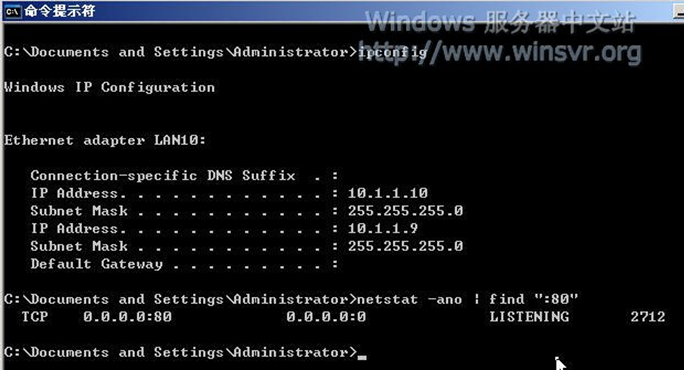 命令提示符
Windows 服务器中文站
http://www.winsvr.org
C:\Documents and Settings\Administrator>ipconfig
Windows IP Configuration
Ethernet adapter LAN10:
Connection-specific DNS Suffix  . :
IP Address. . . . . . . . . . . . : 10.1.1.10
Subnet Mask . . . . . . . . . . . : 255.255.255.0
IP Address. . . . . . . . . . . . : 10.1.1.9
Subnet Mask . . . . . . . . . . . : 255.255.255.0
Default Gateway . . . . . . . . . :
C:\Documents and Settings\Administrator>netstat -ano | find ":80"
TCP    0.0.0.0:80             0.0.0.0:0              LISTENING       2712
C:\Documents and Settings\Administrator>